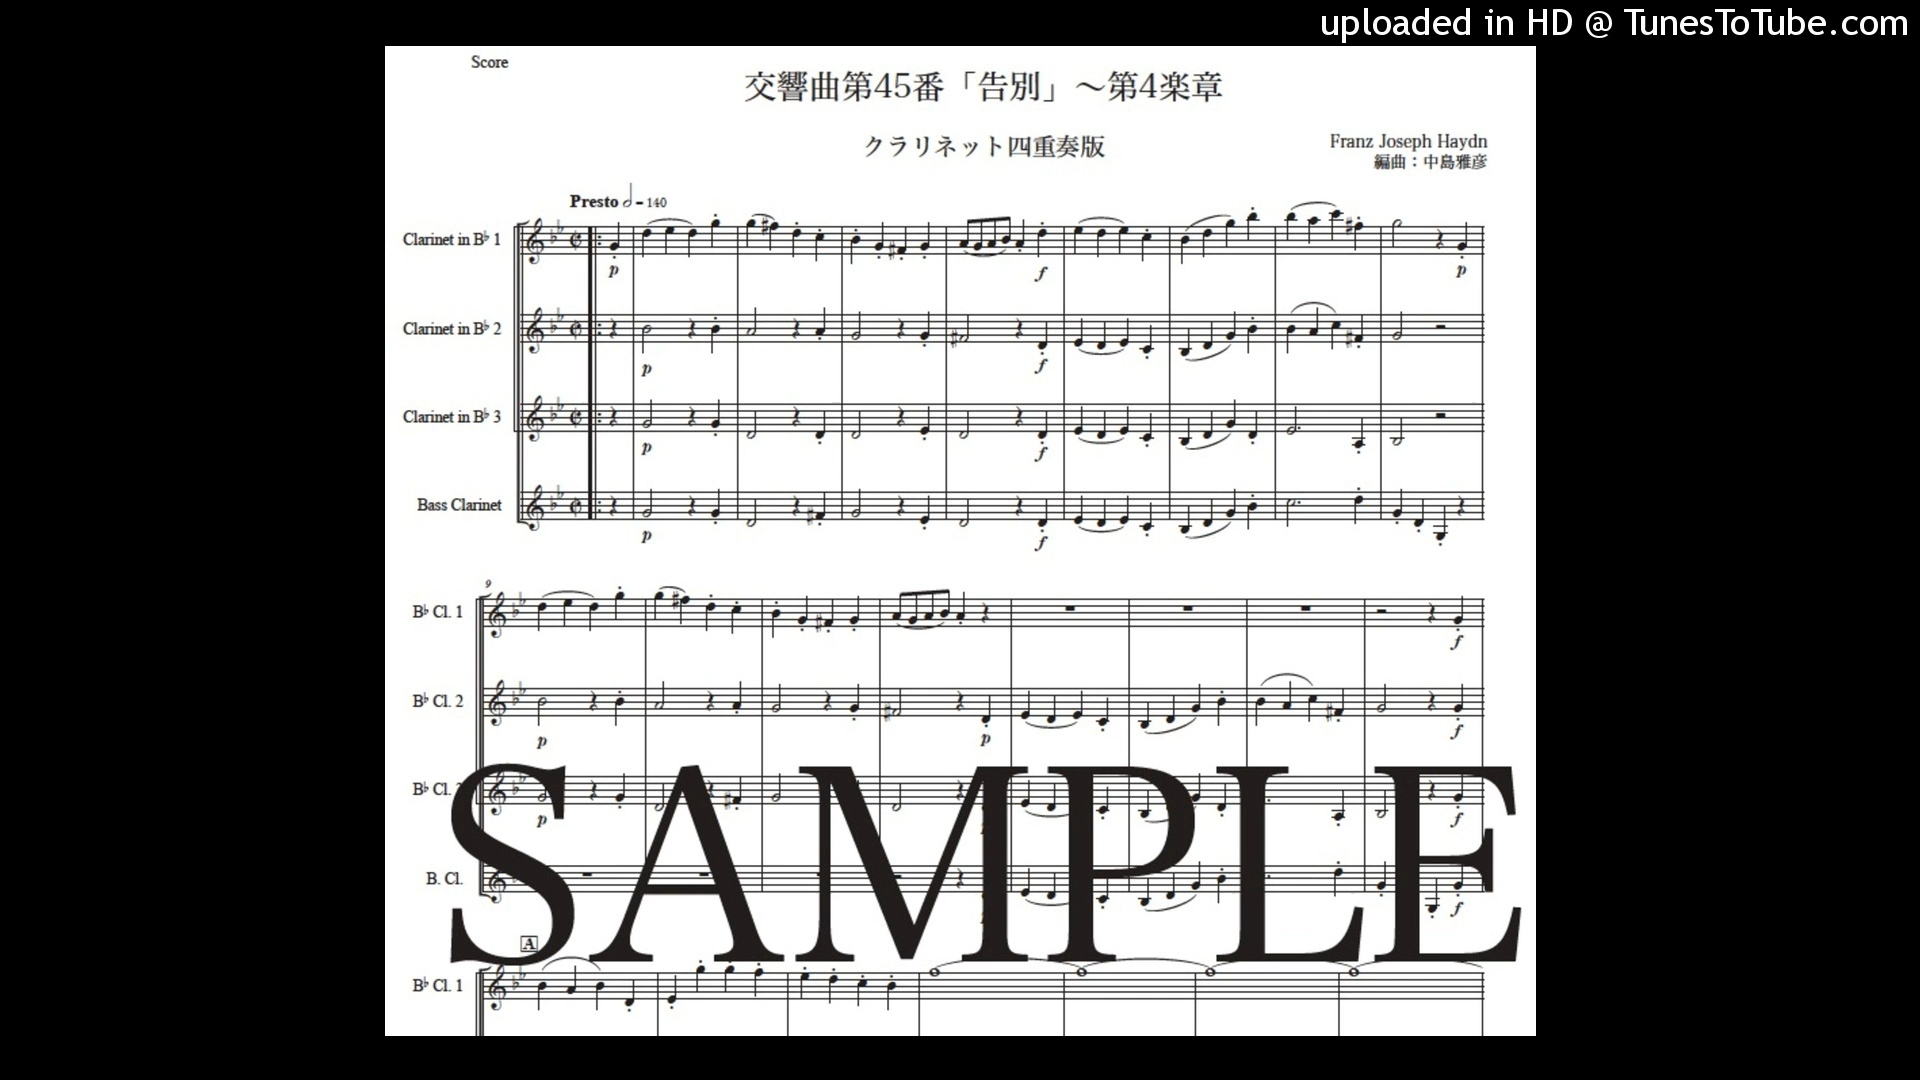 uploaded in HD @ TunesToTube.com
Score
交響曲第45番「告別」～第4楽章
クラリネット四重奏版
Franz Joseph Haydn
編曲：中島雅彦
Presto 𝅗𝅥 = 140
Clarinet in B♭ 1
p
f
p
Clarinet in B♭ 2
p
f
Clarinet in B♭ 3
p
f
Bass Clarinet
p
f
9
B♭ Cl. 1
f
B♭ Cl. 2
p
p
f
B♭ Cl. 3
p
f
B. Cl.
f
SAMPLE
A
B♭ Cl. 1